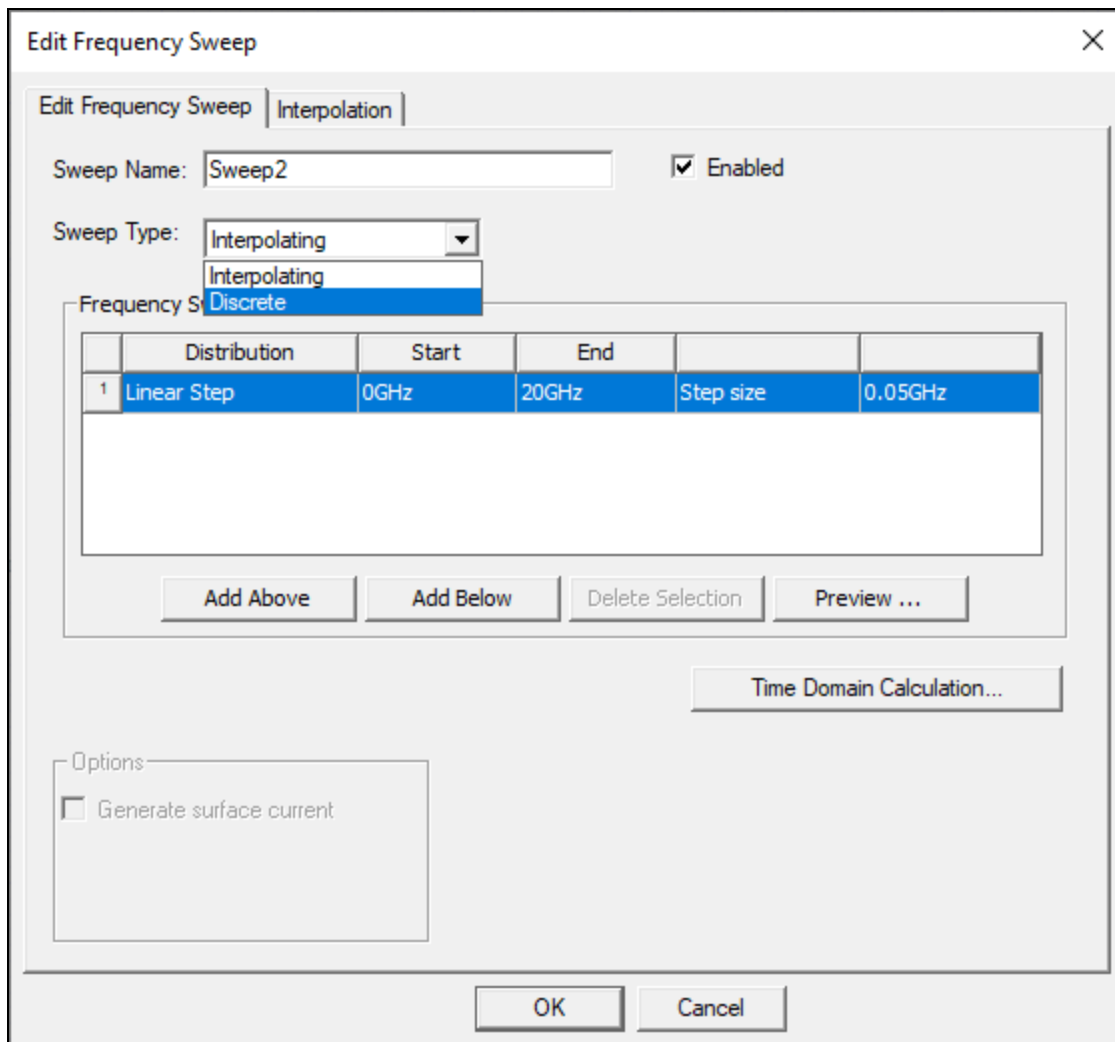 Edit Frequency Sweep
Edit Frequency Sweep Interpolation
Sweep Name: Sweep2 Enabled
Sweep Type: Interpolating
Interpolating
Frequency S Discrete
Distribution Start End
1 Linear Step 0GHz 20GHz Step size 0.05GHz
Add Above Add Below Delete Selection Preview ...
Time Domain Calculation...
Options
Generate surface current
OK Cancel